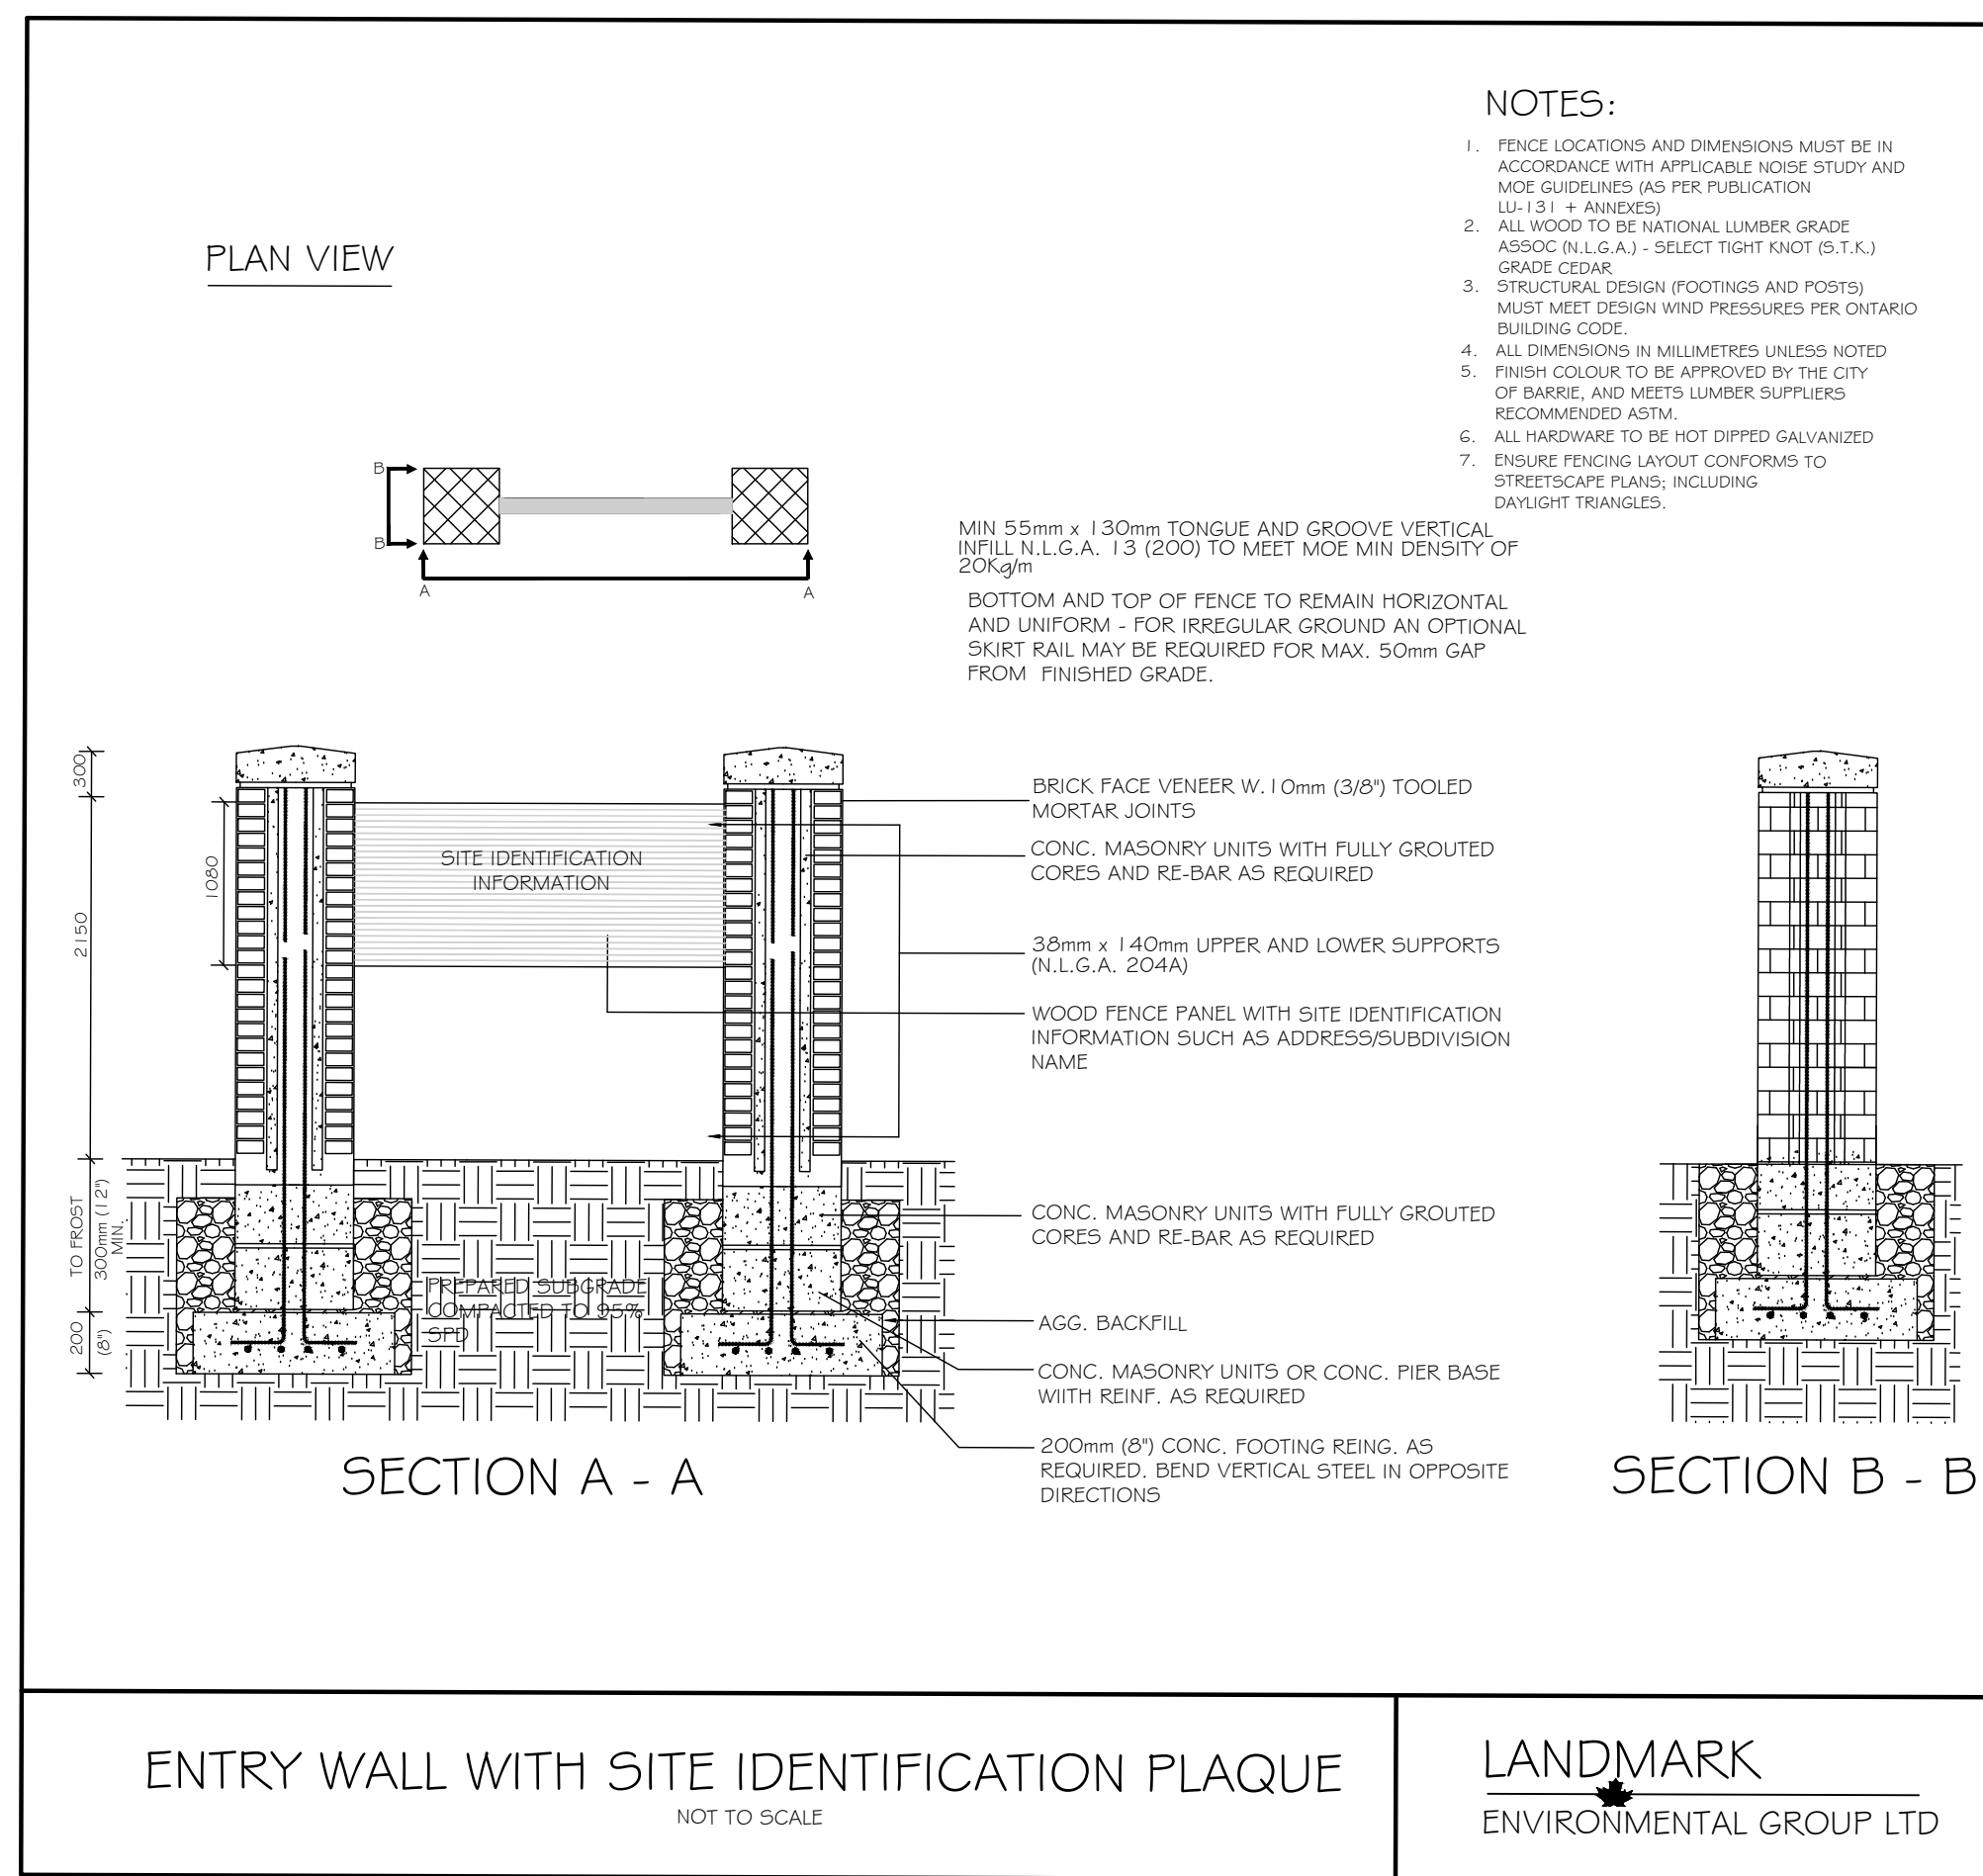 NOTES:
1. FENCE LOCATIONS AND DIMENSIONS MUST BE IN
ACCORDANCE WITH APPLICABLE NOISE STUDY AND
MOE GUIDELINES (AS PER PUBLICATION
LU-131 + ANNEXES)
2. ALL WOOD TO BE NATIONAL LUMBER GRADE
ASSOC (N.L.G.A.) - SELECT TIGHT KNOT (S.T.K.)
GRADE CEDAR
3. STRUCTURAL DESIGN (FOOTINGS AND POSTS)
MUST MEET DESIGN WIND PRESSURES PER ONTARIO
BUILDING CODE.
4. ALL DIMENSIONS IN MILLIMETRES UNLESS NOTED
5. FINISH COLOUR TO BE APPROVED BY THE CITY
OF BARRIE, AND MEETS LUMBER SUPPLIERS
RECOMMENDED ASTM.
6. ALL HARDWARE TO BE HOT DIPPED GALVANIZED
7. ENSURE FENCING LAYOUT CONFORMS TO
STREETSCAPE PLANS; INCLUDING
DAYLIGHT TRIANGLES.
PLAN VIEW
B
B
A
A
MIN 55mm x 130mm TONGUE AND GROOVE VERTICAL
INFILL N.L.G.A. 13 (200) TO MEET MOE MIN DENSITY OF
20Kg/m
BOTTOM AND TOP OF FENCE TO REMAIN HORIZONTAL
AND UNIFORM - FOR IRREGULAR GROUND AN OPTIONAL
SKIRT RAIL MAY BE REQUIRED FOR MAX. 50mm GAP
FROM FINISHED GRADE.
300
2150
1080
TO FROST
300mm (12")
MIN.
200
(8")
SITE IDENTIFICATION
INFORMATION
PREPARED SUBGRADE
COMPACTED TO 95%
SPD
BRICK FACE VENEER W.10mm (3/8") TOOLED
MORTAR JOINTS
CONC. MASONRY UNITS WITH FULLY GROUTED
CORES AND RE-BAR AS REQUIRED
38mm x 140mm UPPER AND LOWER SUPPORTS
(N.L.G.A. 204A)
WOOD FENCE PANEL WITH SITE IDENTIFICATION
INFORMATION SUCH AS ADDRESS/SUBDIVISION
NAME
CONC. MASONRY UNITS WITH FULLY GROUTED
CORES AND RE-BAR AS REQUIRED
AGG. BACKFILL
CONC. MASONRY UNITS OR CONC. PIER BASE
WIITH REINF. AS REQUIRED
200mm (8") CONC. FOOTING REING. AS
REQUIRED. BEND VERTICAL STEEL IN OPPOSITE
DIRECTIONS
SECTION A - A
SECTION B - B
ENTRY WALL WITH SITE IDENTIFICATION PLAQUE
NOT TO SCALE
LANDMARK
ENVIRONMENTAL GROUP LTD